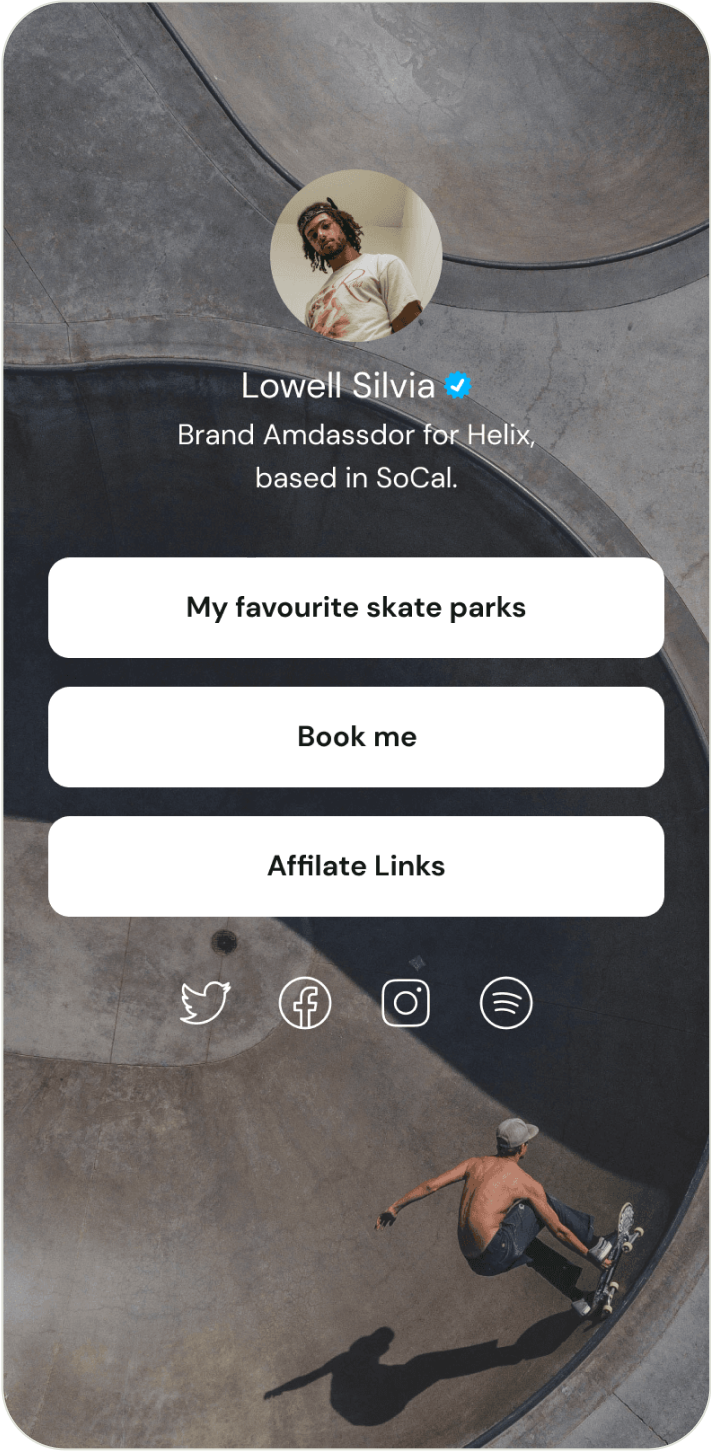 Lowell Silvia
Brand Amdassdor for Helix,
based in SoCal.
My favourite skate parks
Book me
Affilate Links